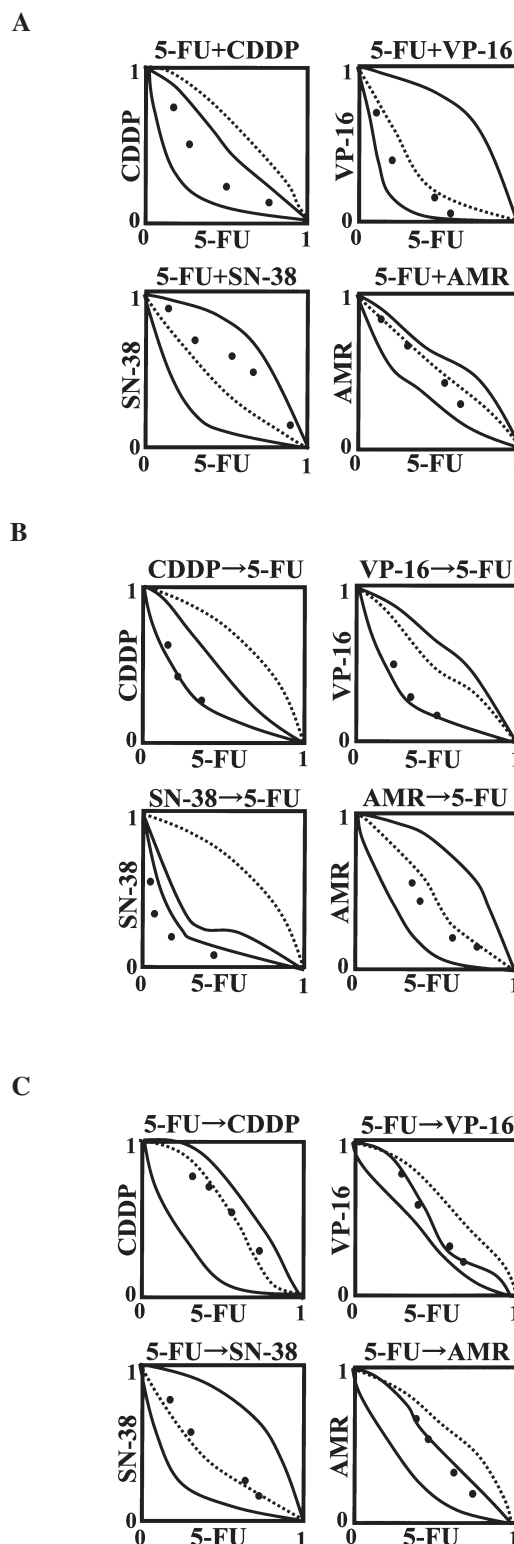 A
5-FU+CDDP 5-FU+VP-16
1 1
CDDP VP-16
0 0
0 5-FU 1 0 5-FU
5-FU+SN-38 5-FU+AMR
1 1
SN-38 AMR
0 0
0 5-FU 1 0 5-FU
B
CDDP→5-FU VP-16→5-FU
1 1
CDDP VP-16
0 0
0 5-FU 1 0 5-FU 1
SN-38→5-FU AMR→5-FU
1 1
SN-38 AMR
0 0
0 5-FU 1 0 5-FU 1
C
5-FU→CDDP 5-FU→VP-16
1 1
CDDP VP-16
0 0
0 5-FU 1 0 5-FU 1
5-FU→SN-38 5-FU→AMR
1 1
SN-38 AMR
0 0
0 5-FU 1 0 5-FU 1